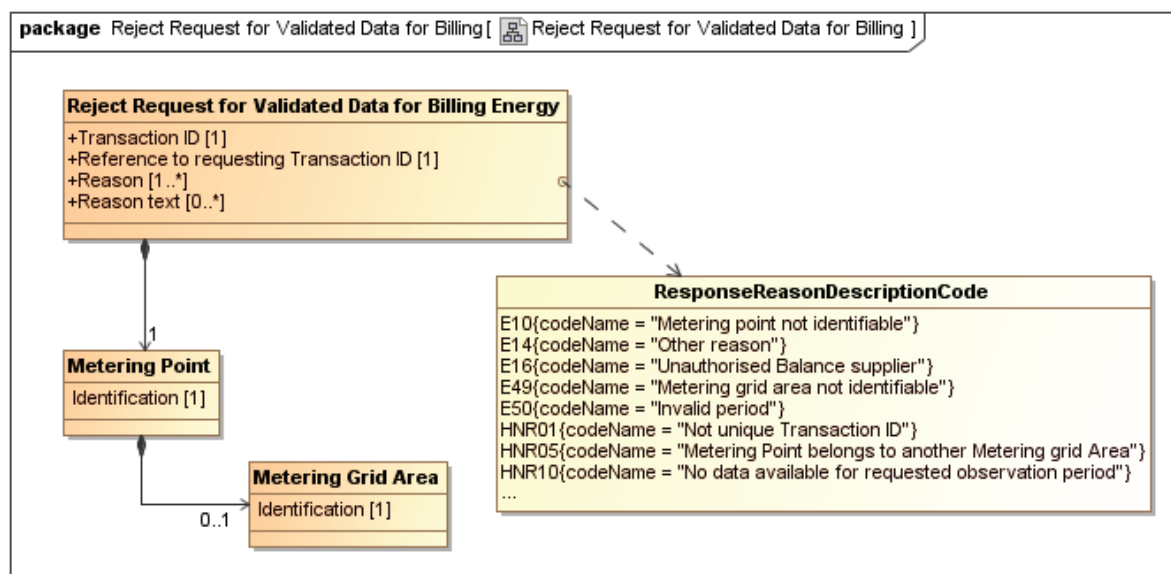 package Reject Request for Validated Data for Billing [ Reject Request for Validated Data for Billing ]
Reject Request for Validated Data for Billing Energy
+Transaction ID [1]
+Reference to requesting Transaction ID [1]
+Reason [1..*]
+Reason text [0..*]
ResponseReasonDescriptionCode
E10{codeName = "Metering point not identifiable"}
E14{codeName = "Other reason"}
E16{codeName = "Unauthorised Balance supplier"}
E49{codeName = "Metering grid area not identifiable"}
E50{codeName = "Invalid period"}
HNR01{codeName = "Not unique Transaction ID"}
HNR05{codeName = "Metering Point belongs to another Metering grid Area"}
HNR10{codeName = "No data available for requested observation period"}
...
1
Metering Point
Identification [1]
Metering Grid Area
Identification [1]
0..1